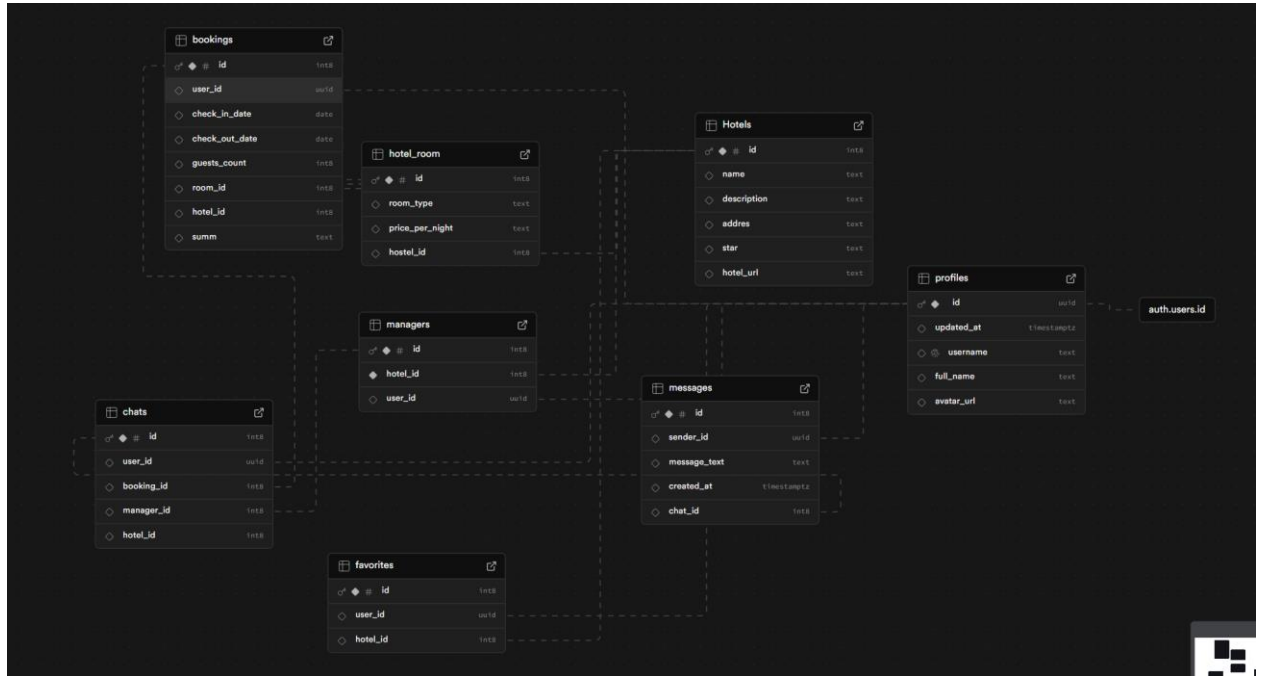 bookings
id int8
user_id uuid
check_in_date date
check_out_date date
guests_count int8
room_id int8
hotel_id int8
summ text
hotel_room
id int8
room_type text
price_per_night text
hostel_id int8
Hotels
id int8
name text
description text
addres text
star text
hotel_url text
profiles
id uuid
updated_at timestamptz
username text
full_name text
avatar_url text
auth.users.id
managers
id int8
hotel_id int8
user_id uuid
messages
id int8
sender_id uuid
message_text text
created_at timestamptz
chat_id int8
chats
id int8
user_id uuid
booking_id int8
manager_id int8
hotel_id int8
favorites
id int8
user_id uuid
hotel_id int8